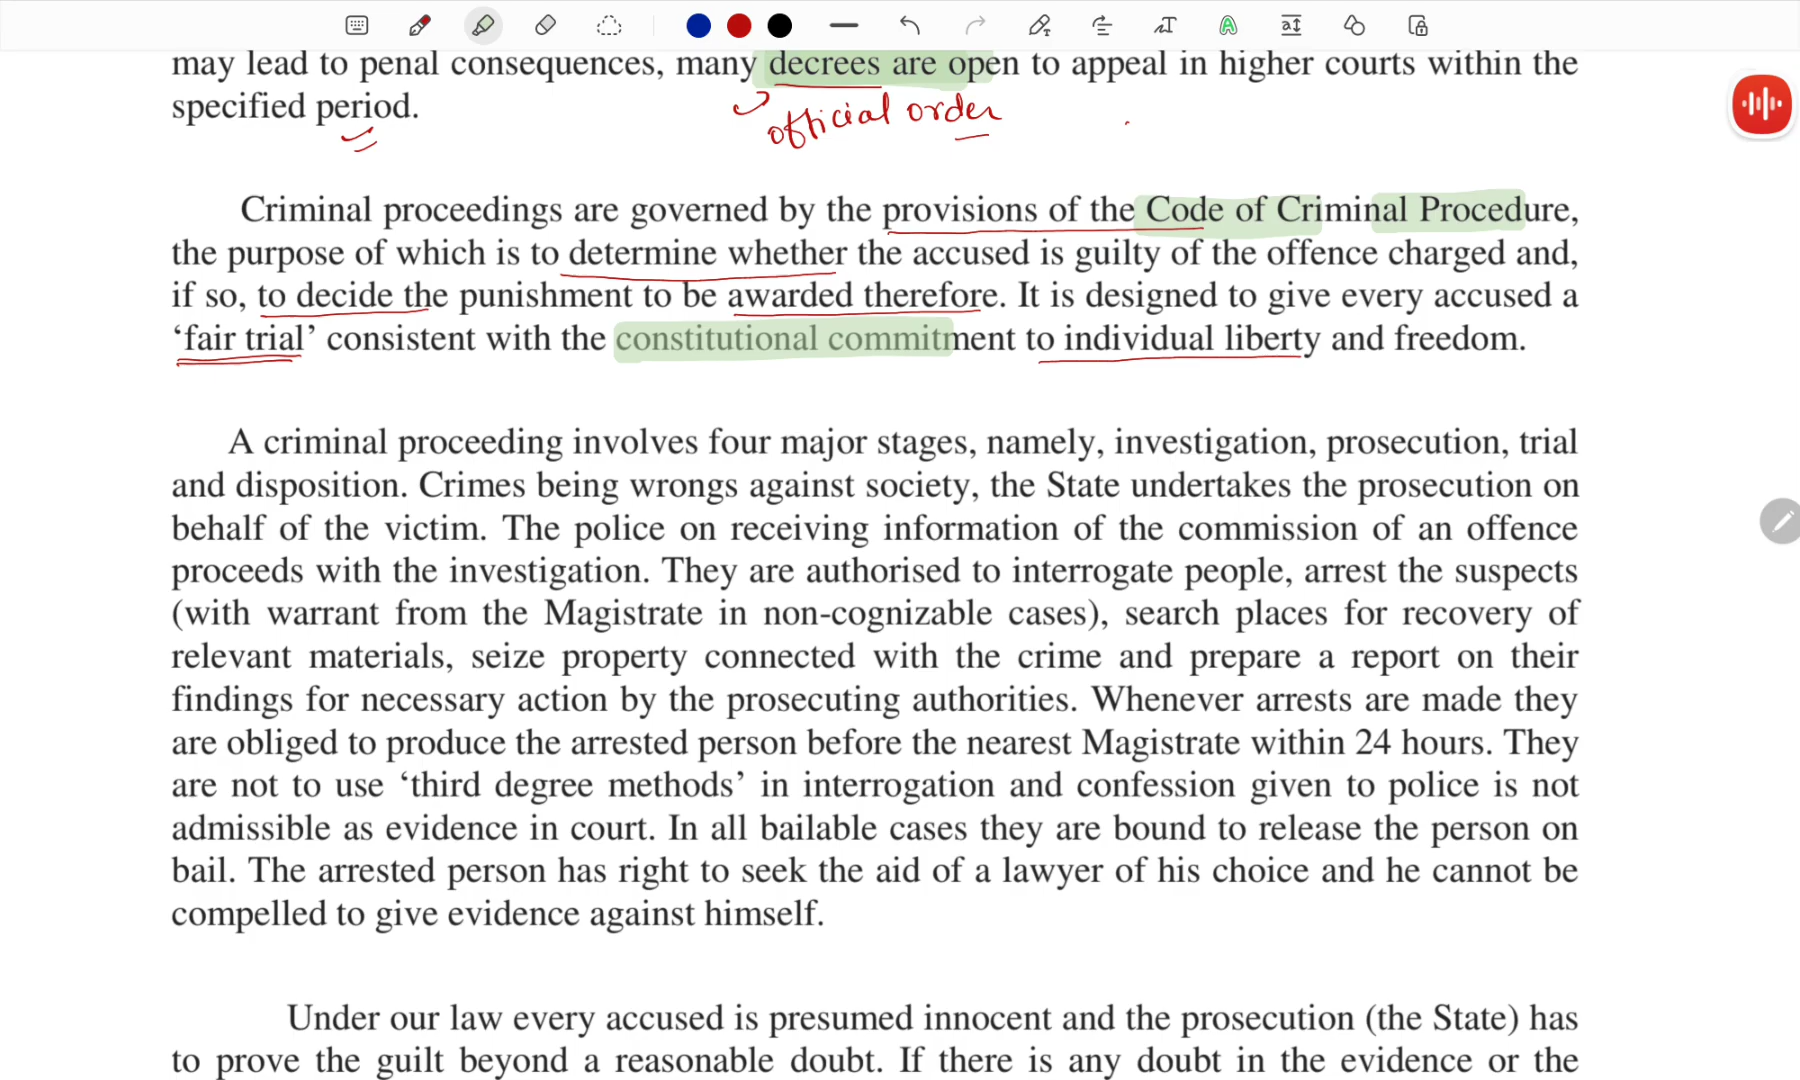 may lead to penal consequences, many decrees are open to appeal in higher courts within the
specified period.
official order
Criminal proceedings are governed by the provisions of the Code of Criminal Procedure,
the purpose of which is to determine whether the accused is guilty of the offence charged and,
if so, to decide the punishment to be awarded therefore. It is designed to give every accused a
‘fair trial’ consistent with the constitutional commitment to individual liberty and freedom.
A criminal proceeding involves four major stages, namely, investigation, prosecution, trial
and disposition. Crimes being wrongs against society, the State undertakes the prosecution on
behalf of the victim. The police on receiving information of the commission of an offence
proceeds with the investigation. They are authorised to interrogate people, arrest the suspects
(with warrant from the Magistrate in non-cognizable cases), search places for recovery of
relevant materials, seize property connected with the crime and prepare a report on their
findings for necessary action by the prosecuting authorities. Whenever arrests are made they
are obliged to produce the arrested person before the nearest Magistrate within 24 hours. They
are not to use ‘third degree methods’ in interrogation and confession given to police is not
admissible as evidence in court. In all bailable cases they are bound to release the person on
bail. The arrested person has right to seek the aid of a lawyer of his choice and he cannot be
compelled to give evidence against himself.
Under our law every accused is presumed innocent and the prosecution (the State) has
to prove the guilt beyond a reasonable doubt. If there is any doubt in the evidence or the